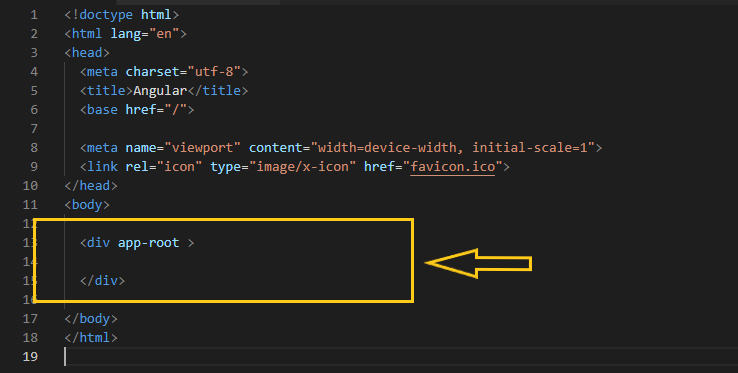 1 <!doctype html>
2 <html lang="en">
3 <head>
4   <meta charset="utf-8">
5   <title>Angular</title>
6   <base href="/">
7
8   <meta name="viewport" content="width=device-width, initial-scale=1">
9   <link rel="icon" type="image/x-icon" href="favicon.ico">
10 </head>
11 <body>
12
13   <div app-root >
14
15   </div>
16
17 </body>
18 </html>
19